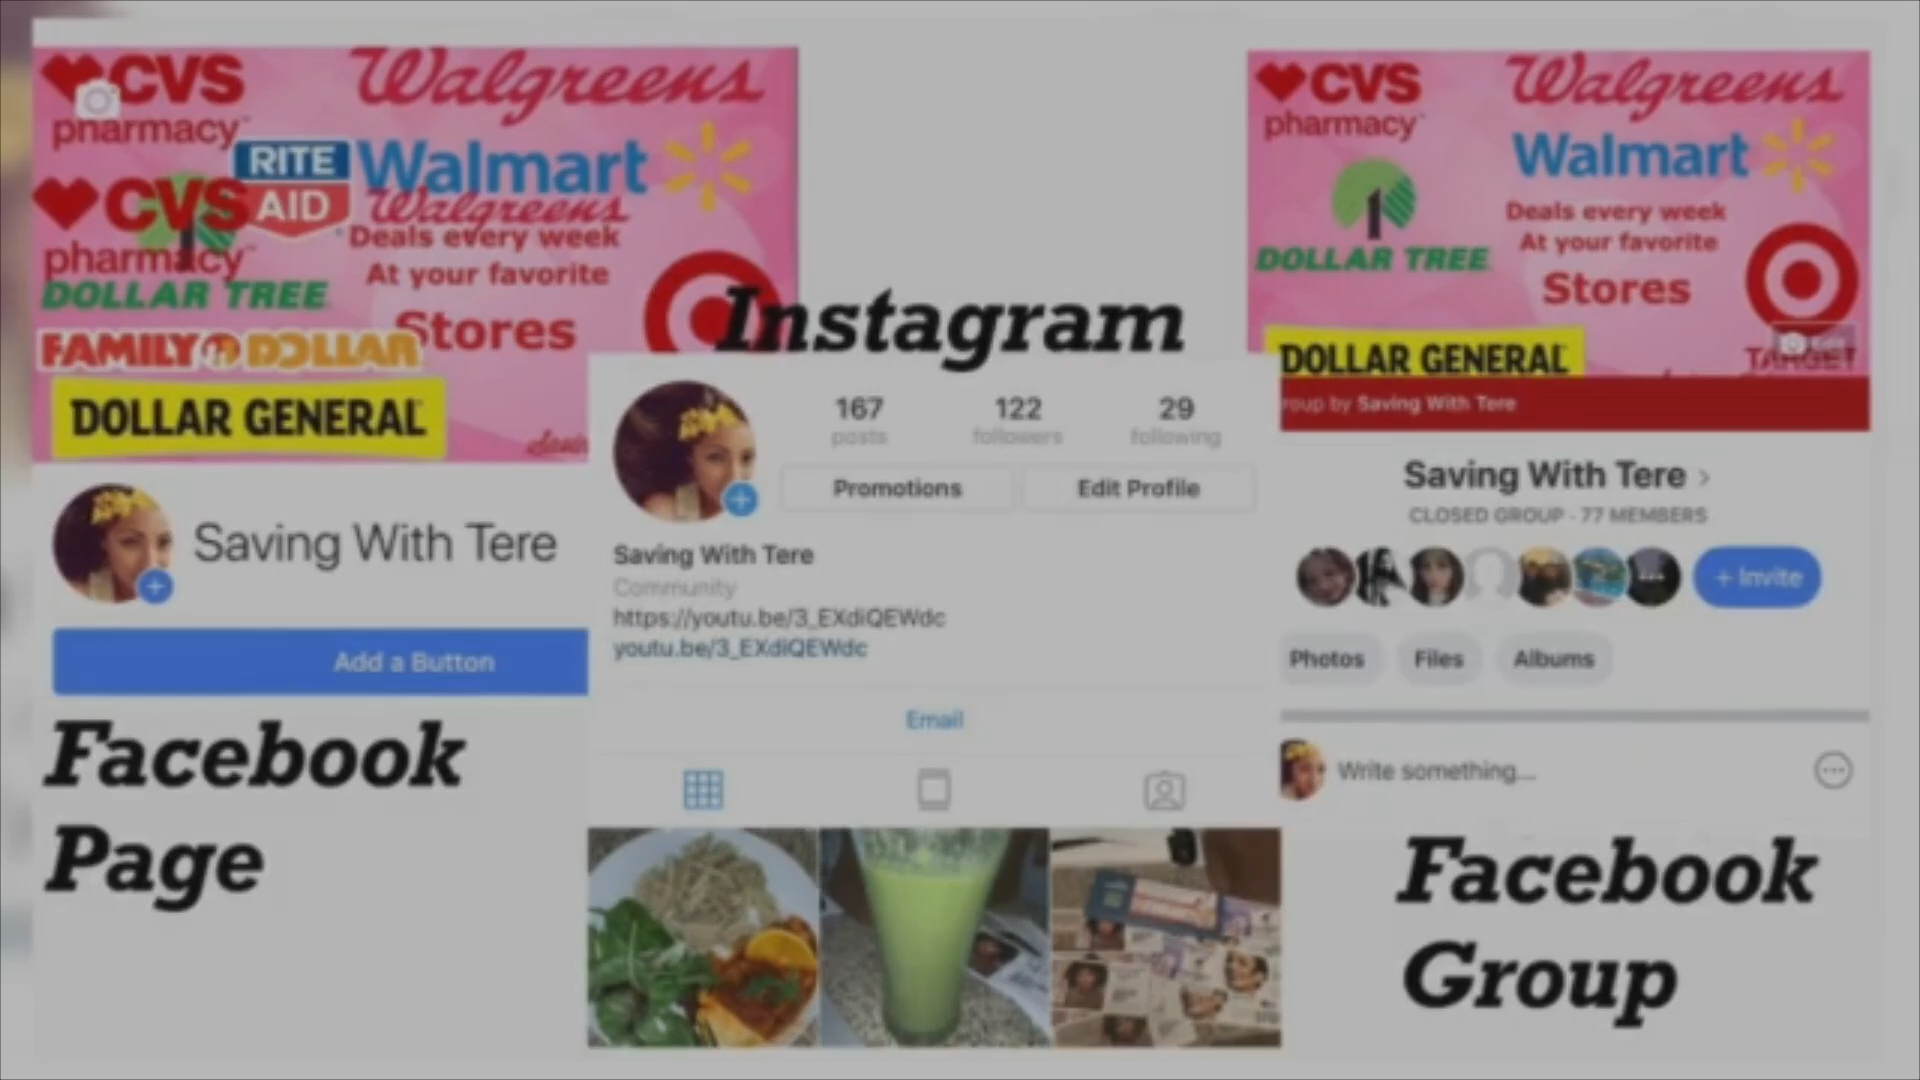 CVS
pharmacy
Walgreens
RITE
AID
Walmart
CVS
pharmacy
Walgreens
Deals every week
At your favorite
Stores
DOLLAR TREE
FAMILY DOLLAR
DOLLAR GENERAL
Saving With Tere
Add a Button
Facebook
Page
Instagram
167
posts
122
followers
29
following
Promotions
Edit Profile
Saving With Tere
Community
https://youtu.be/3_EXdiQEWdc
youtu.be/3_EXdiQEWdc
Email
CVS
pharmacy
Walgreens
Walmart
Deals every week
At your favorite
Stores
DOLLAR TREE
DOLLAR GENERAL
TARGET
roup by Saving With Tere
Saving With Tere >
CLOSED GROUP · 77 MEMBERS
+ Invite
Photos
Files
Albums
Write something...
Facebook
Group